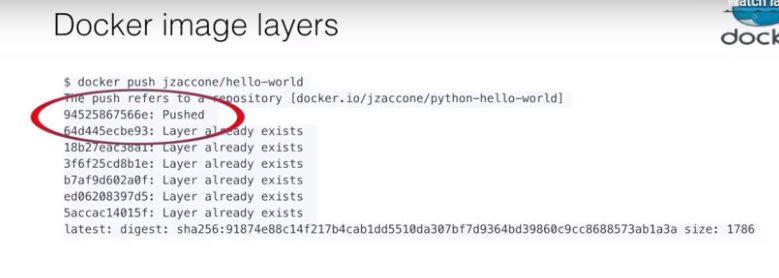 Docker image layers
$ docker push jzaccone/hello-world
The push refers to a repository [docker.io/jzaccone/python-hello-world]
94525867566e: Pushed
64d445ecbe93: Layer already exists
18b27eac38a1: Layer already exists
3f6f25cd8b1e: Layer already exists
b7af9d602a0f: Layer already exists
ed06208397d5: Layer already exists
5accac14015f: Layer already exists
latest: digest: sha256:91874e88c14f217b4cab1dd5510da307bf7d9364bd39860c9cc8688573ab1a3a size: 1786